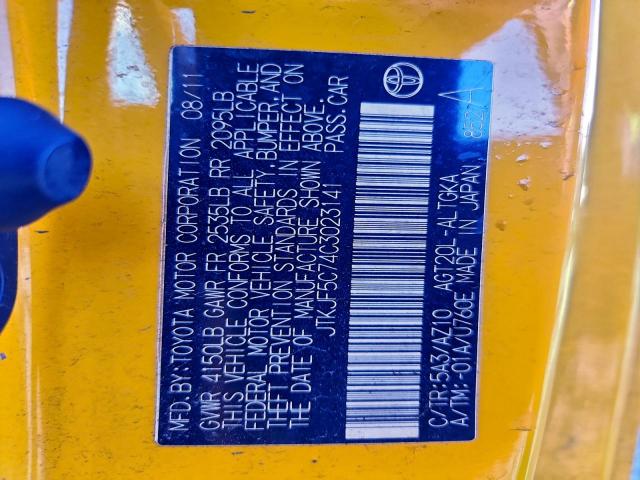 MFD.BY:TOYOTA MOTOR CORPORATION 08/11
GVWR 4150LB GAWR FR 2535LB RR 2095LB
THIS VEHICLE CONFORMS TO ALL APPLICABLE
FEDERAL MOTOR VEHICLE SAFETY, BUMPER, AND
THEFT PREVENTION STANDARDS IN EFFECT ON
THE DATE OF MANUFACTURE SHOWN ABOVE.
JTKJF5C74C3023141 PASS.CAR
C/TR:5A3/AZ10 AGT20L-ALTGKA
A/TM:-01A/U760E MADE IN JAPAN 852 A